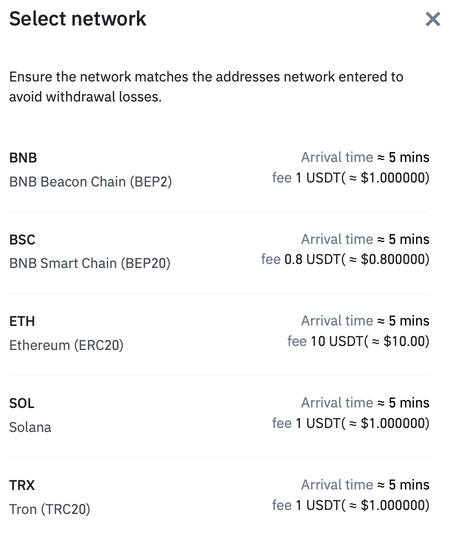 Select network
Ensure the network matches the addresses network entered to
avoid withdrawal losses.
BNB
Arrival time ≈ 5 mins
BNB Beacon Chain (BEP2)
fee 1 USDT( ≈ $1.000000)
BSC
Arrival time ≈ 5 mins
BNB Smart Chain (BEP20)
fee 0.8 USDT( ≈ $0.800000)
ETH
Arrival time ≈ 5 mins
Ethereum (ERC20)
fee 10 USDT( ≈ $10.00)
SOL
Arrival time ≈ 5 mins
Solana
fee 1 USDT( ≈ $1.000000)
TRX
Arrival time ≈ 5 mins
Tron (TRC20)
fee 1 USDT( ≈ $1.000000)